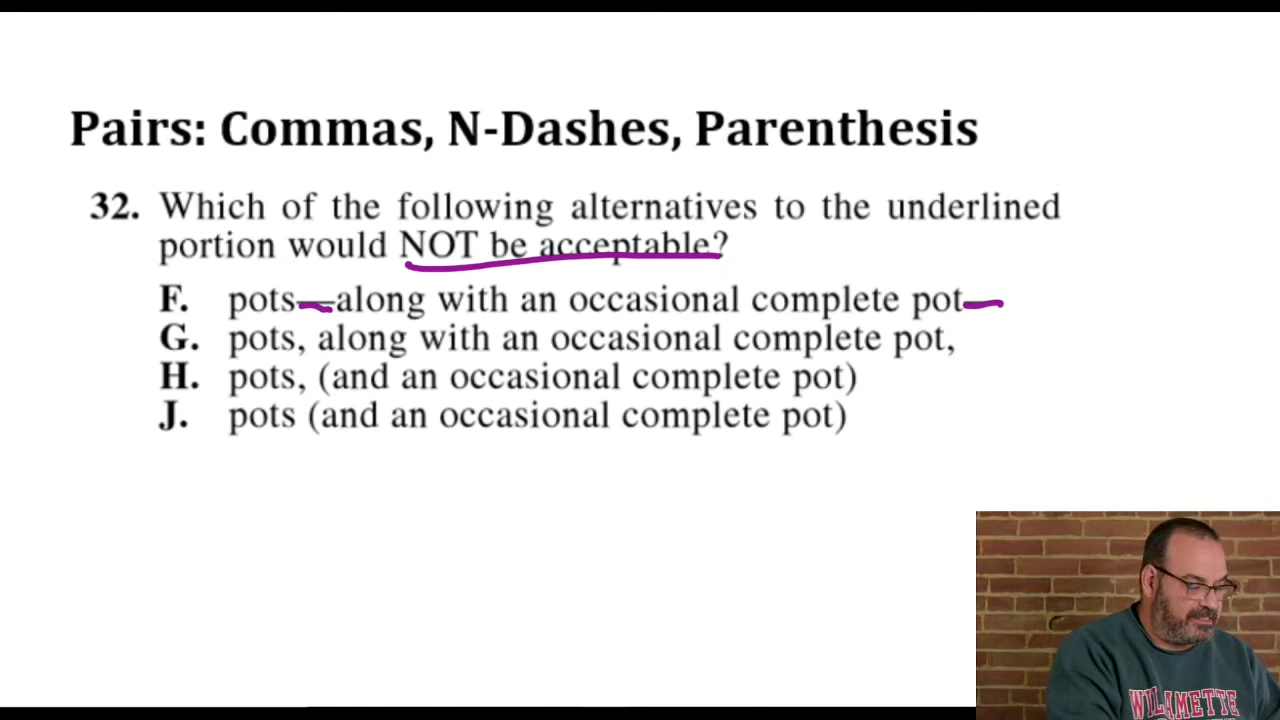 Pairs: Commas, N-Dashes, Parenthesis
32. Which of the following alternatives to the underlined
portion would NOT be acceptable?
F. pots—along with an occasional complete pot—
G. pots, along with an occasional complete pot,
H. pots, (and an occasional complete pot)
J. pots (and an occasional complete pot)
WILLAMETTE